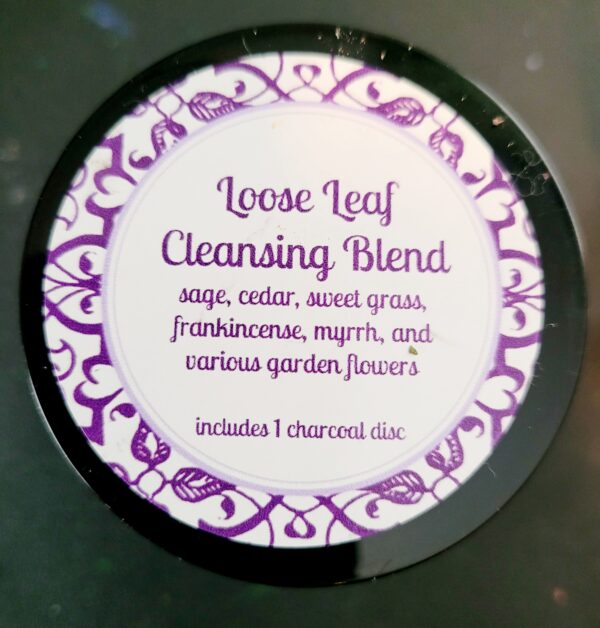 Loose Leaf
Cleansing Blend
sage, cedar, sweet grass,
frankincense, myrrh, and
various garden flowers
includes 1 charcoal disc